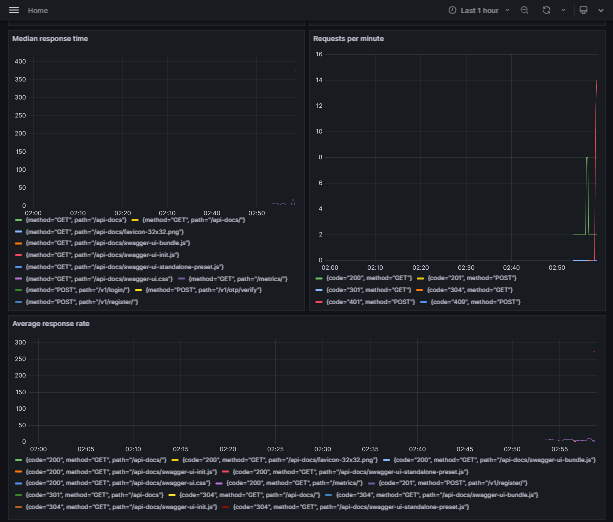 Home
Last 1 hour
Median response time
400
350
300
250
200
150
100
50
0
02:00 02:10 02:20 02:30 02:40 02:50
{method="GET", path="/api-docs"} {method="GET", path="/api-docs/"}
{method="GET", path="/api-docs/favicon-32x32.png"}
{method="GET", path="/api-docs/swagger-ui-bundle.js"}
{method="GET", path="/api-docs/swagger-ui-init.js"}
{method="GET", path="/api-docs/swagger-ui-standalone-preset.js"}
{method="GET", path="/api-docs/swagger-ui.css"} {method="GET", path="/metrics/"}
{method="POST", path="/v1/login/"} {method="POST", path="/v1/otp/verify"}
{method="POST", path="/v1/register/"}
Requests per minute
16
14
12
10
8
6
4
2
0
02:00 02:10 02:20 02:30 02:40 02:50
{code="200", method="GET"} {code="201", method="POST"}
{code="301", method="GET"} {code="304", method="GET"}
{code="401", method="POST"} {code="409", method="POST"}
Average response rate
300
250
200
150
100
50
0
02:00 02:05 02:10 02:15 02:20 02:25 02:30 02:35 02:40 02:45 02:50 02:55
{code="200", method="GET", path="/api-docs/"} {code="200", method="GET", path="/api-docs/favicon-32x32.png"} {code="200", method="GET", path="/api-docs/swagger-ui-bundle.js"}
{code="200", method="GET", path="/api-docs/swagger-ui-init.js"} {code="200", method="GET", path="/api-docs/swagger-ui-standalone-preset.js"}
{code="200", method="GET", path="/api-docs/swagger-ui.css"} {code="200", method="GET", path="/metrics/"} {code="201", method="POST", path="/v1/register/"}
{code="301", method="GET", path="/api-docs"} {code="304", method="GET", path="/api-docs/"} {code="304", method="GET", path="/api-docs/swagger-ui-bundle.js"}
{code="304", method="GET", path="/api-docs/swagger-ui-init.js"} {code="304", method="GET", path="/api-docs/swagger-ui-standalone-preset.js"}